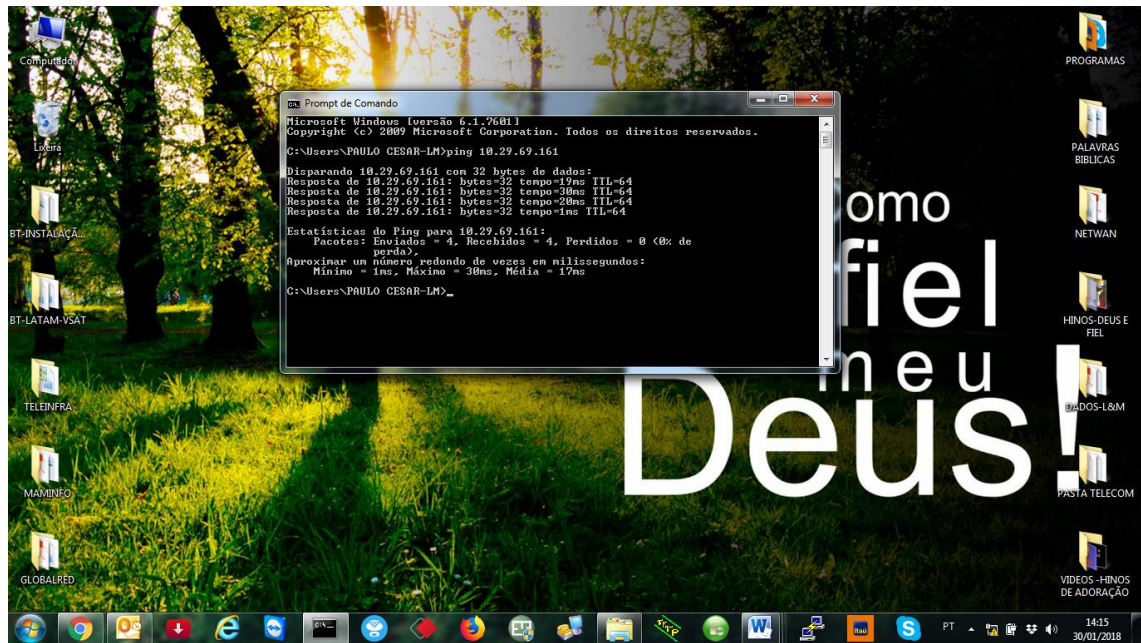 Computador
Lixeira
BT-INSTALAÇÃ...
BT-LATAM-VSAT
TELEINFRA
MAMINFO
GLOBALRED
Prompt de Comando
Microsoft Windows [versão 6.1.7601]
Copyright (c) 2009 Microsoft Corporation. Todos os direitos reservados.
C:\Users\PAULO CESAR-LM>ping 10.29.69.161
Disparando 10.29.69.161 com 32 bytes de dados:
Resposta de 10.29.69.161: bytes=32 tempo=19ms TTL=64
Resposta de 10.29.69.161: bytes=32 tempo=30ms TTL=64
Resposta de 10.29.69.161: bytes=32 tempo=20ms TTL=64
Resposta de 10.29.69.161: bytes=32 tempo=1ms TTL=64
Estatísticas do Ping para 10.29.69.161:
Pacotes: Enviados = 4, Recebidos = 4, Perdidos = 0 (0% de
perda),
Aproximar um número redondo de vezes em milissegundos:
Mínimo = 1ms, Máximo = 30ms, Média = 17ms
C:\Users\PAULO CESAR-LM>_
omo
fiel
meu
Deus!
PROGRAMAS
PALAVRAS
BIBLICAS
NETWAN
HINOS-DEUS E
FIEL
DADOS-L&M
PASTA TELECOM
VIDEOS -HINOS
DE ADORAÇÃO
Itaú
PT
14:15
30/01/2018